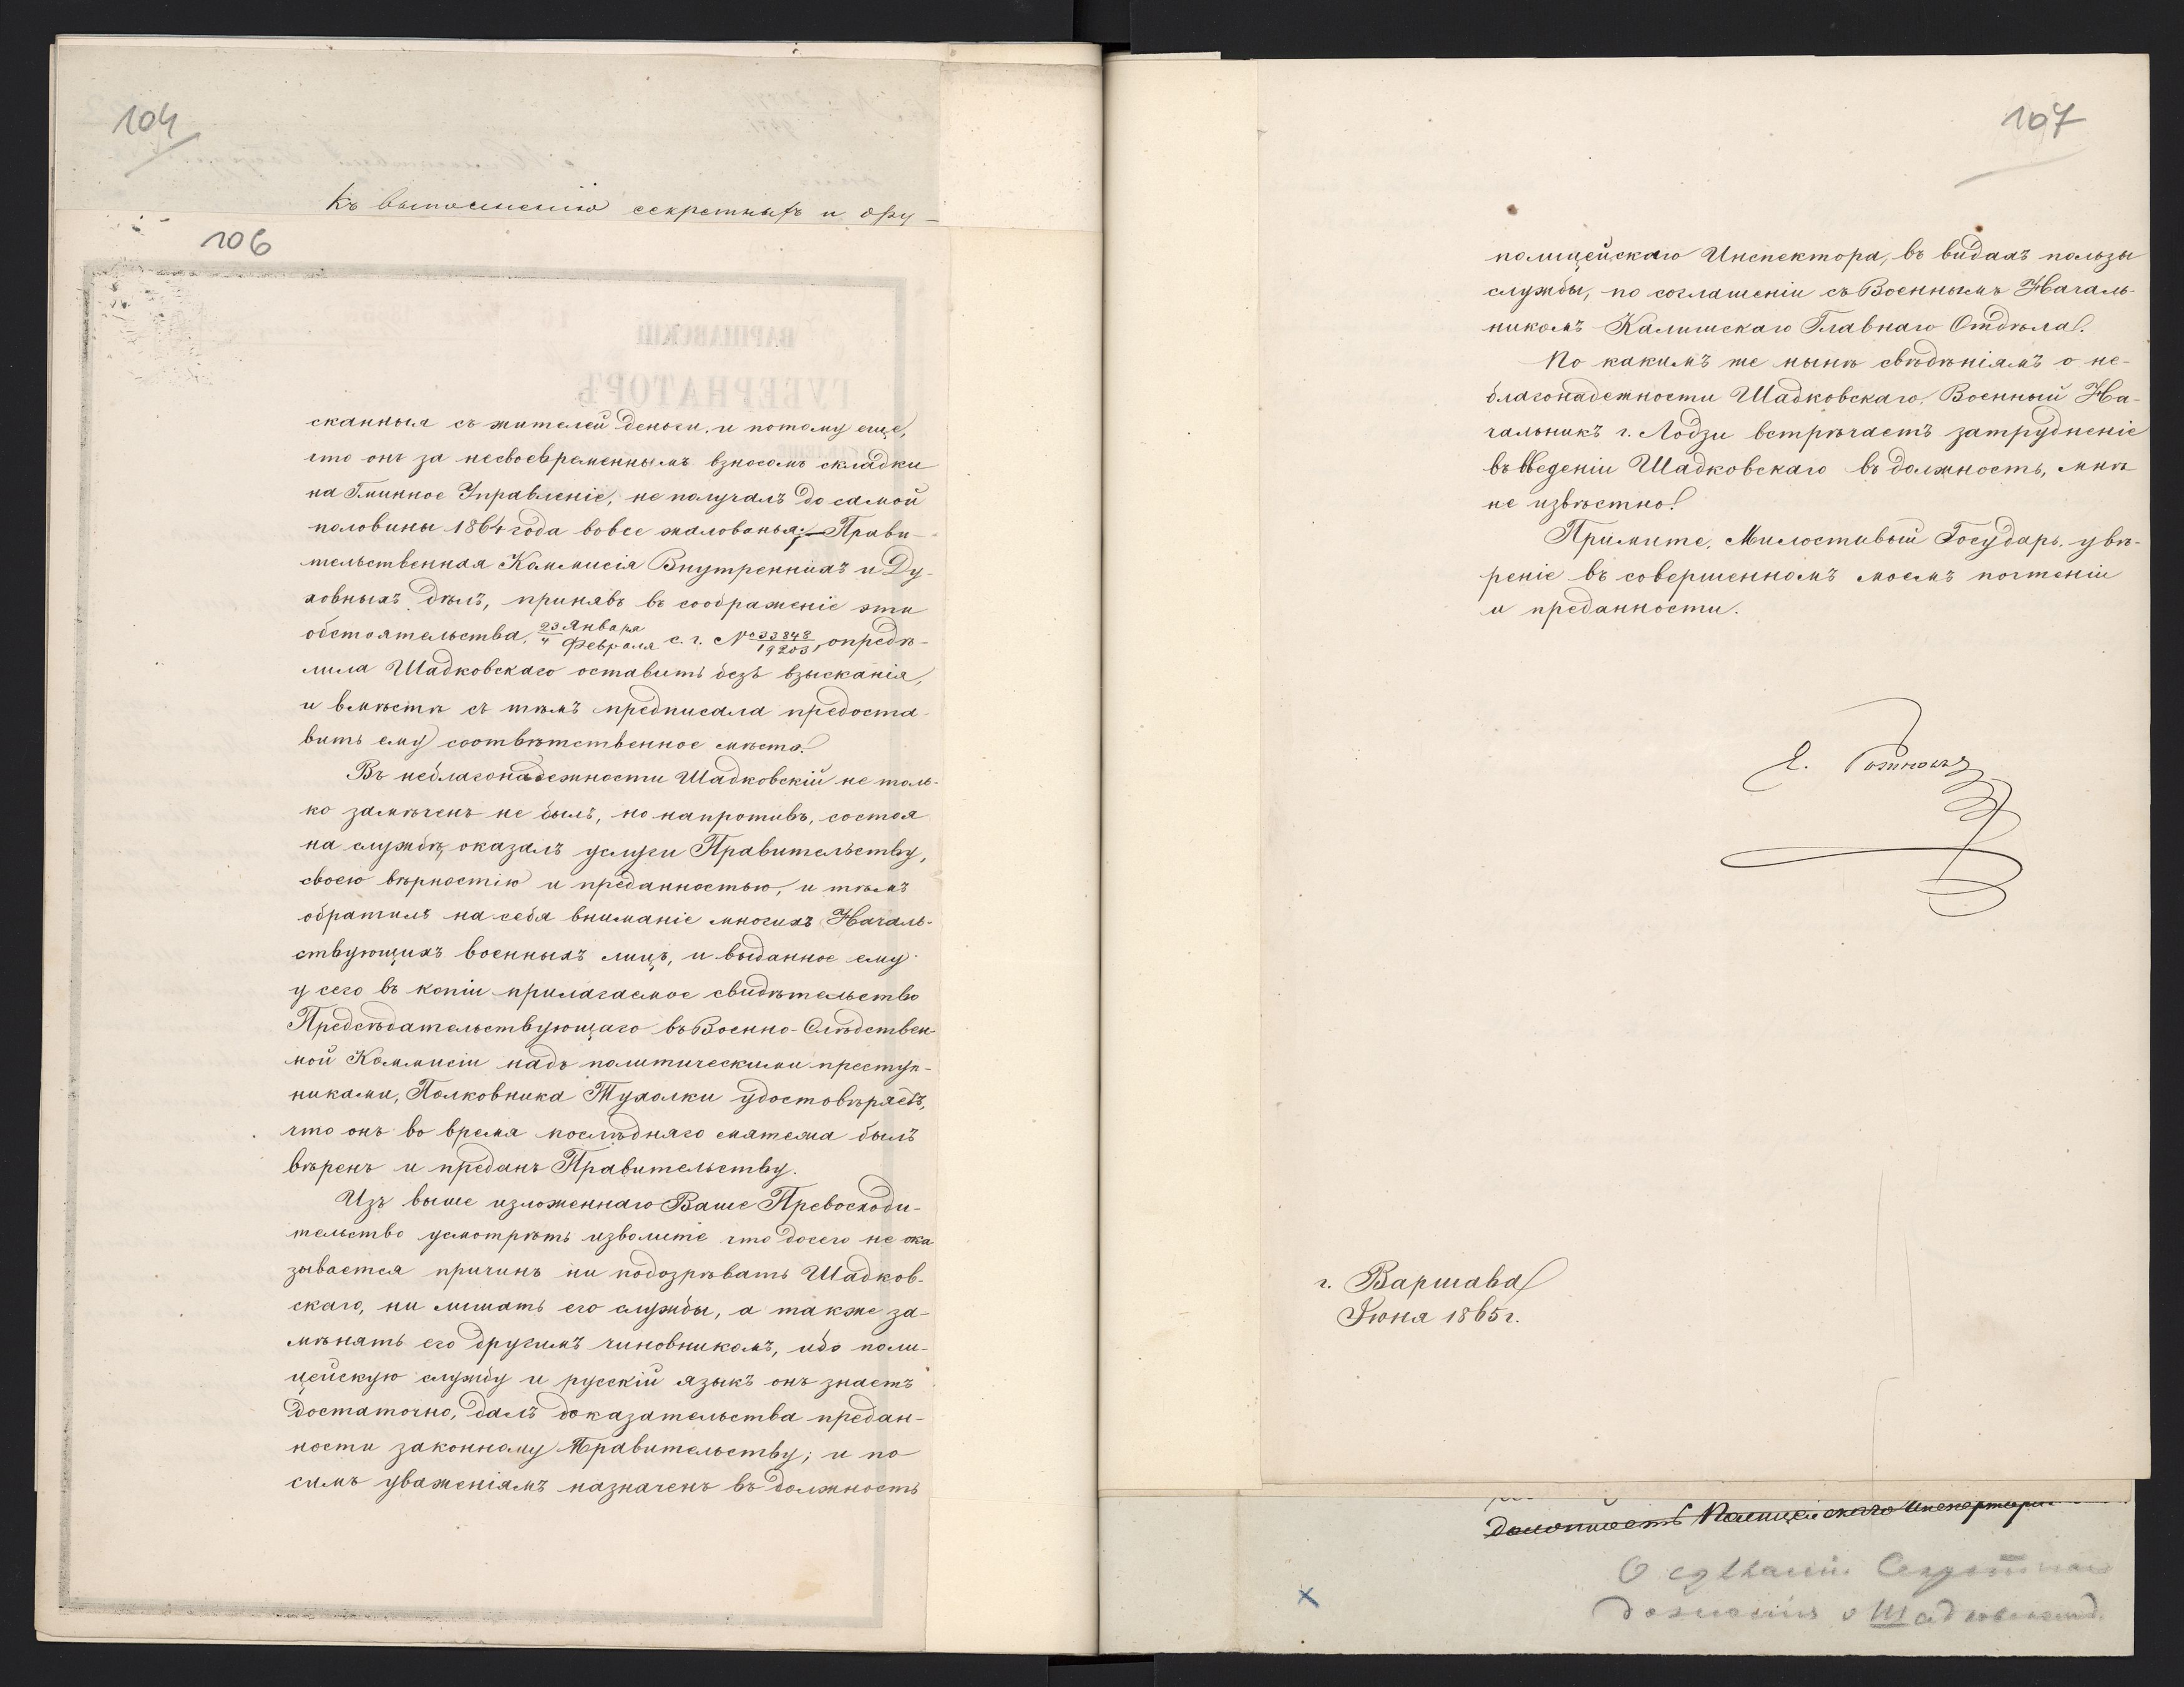 104
Къ выполненію секретныхъ и дру-
106
ВАРШАВСКІЙ
ГУБЕРНАТОРЪ
сканныя съ жителей деньги, и потому еще,
что онъ за несвоевременнымъ взносомъ складки
на Гминное Управленіе, не получалъ до самой
половины 1864 года вовсе жалованья; — Прави-
тельственная Коммисія Внутреннихъ и Ду-
ховныхъ дѣлъ, принявъ въ соображеніе эти
обстоятельства, 23 Января / 4 Февраля с. г. № 33848/19203, опредѣ-
лила Шадковскаго оставить безъ взысканія,
и вмѣстѣ съ тѣмъ предписала предоста-
вить ему соотвѣтственное мѣсто.
Въ неблагонадежности Шадковскій не толь-
ко замѣченъ не былъ, но напротивъ, состоя
на службѣ, оказалъ услуги Правительству,
своею вѣрностію и преданностью, и тѣмъ
обратилъ на себя вниманіе многихъ Началь-
ствующихъ военныхъ лицъ, и выданное ему
у сего въ копіи прилагаемое свидѣтельство
Предсѣдательствующаго въ Военно-Слѣдствен-
ной Коммисіи надъ политическими преступ-
никами, Полковника Тухолки удостовѣряетъ,
что онъ во время послѣдняго мятежа былъ
вѣренъ и преданъ Правительству.
Изъ выше изложеннаго Ваше Превосходи-
тельство усмотрѣть изволите что досего не ока-
зывается причинъ ни подозрѣвать Шадков-
скаго, ни лишать его службы, а также за-
мѣнять его другимъ чиновникомъ, ибо поли-
цейскую службу и русскій языкъ онъ знаетъ
достаточно, далъ доказательства предан-
ности законному Правительству; и по
симъ уваженіямъ назначенъ въ должность
107
полицейскаго Инспектора, въ видахъ пользы
службы, по соглашеніи съ Военнымъ Началь-
никомъ Калишскаго Главнаго Отдѣла.
По какимъ же нынѣ свѣдѣніямъ о не-
благонадежности Шадковскаго, Военный На-
чальникъ г. Лодзи встрѣчаетъ затрудненіе
въ введеніи Шадковскаго въ должность, мнѣ
не извѣстно.
Примите, Милостивый Государь, увѣ-
реніе въ совершенномъ моемъ почтеніи
и преданности.
Е. Рожновъ
г. Варшава
Іюня 1865 г.
должность Полицейскаго Инспектора
О
о Шадковскомъ